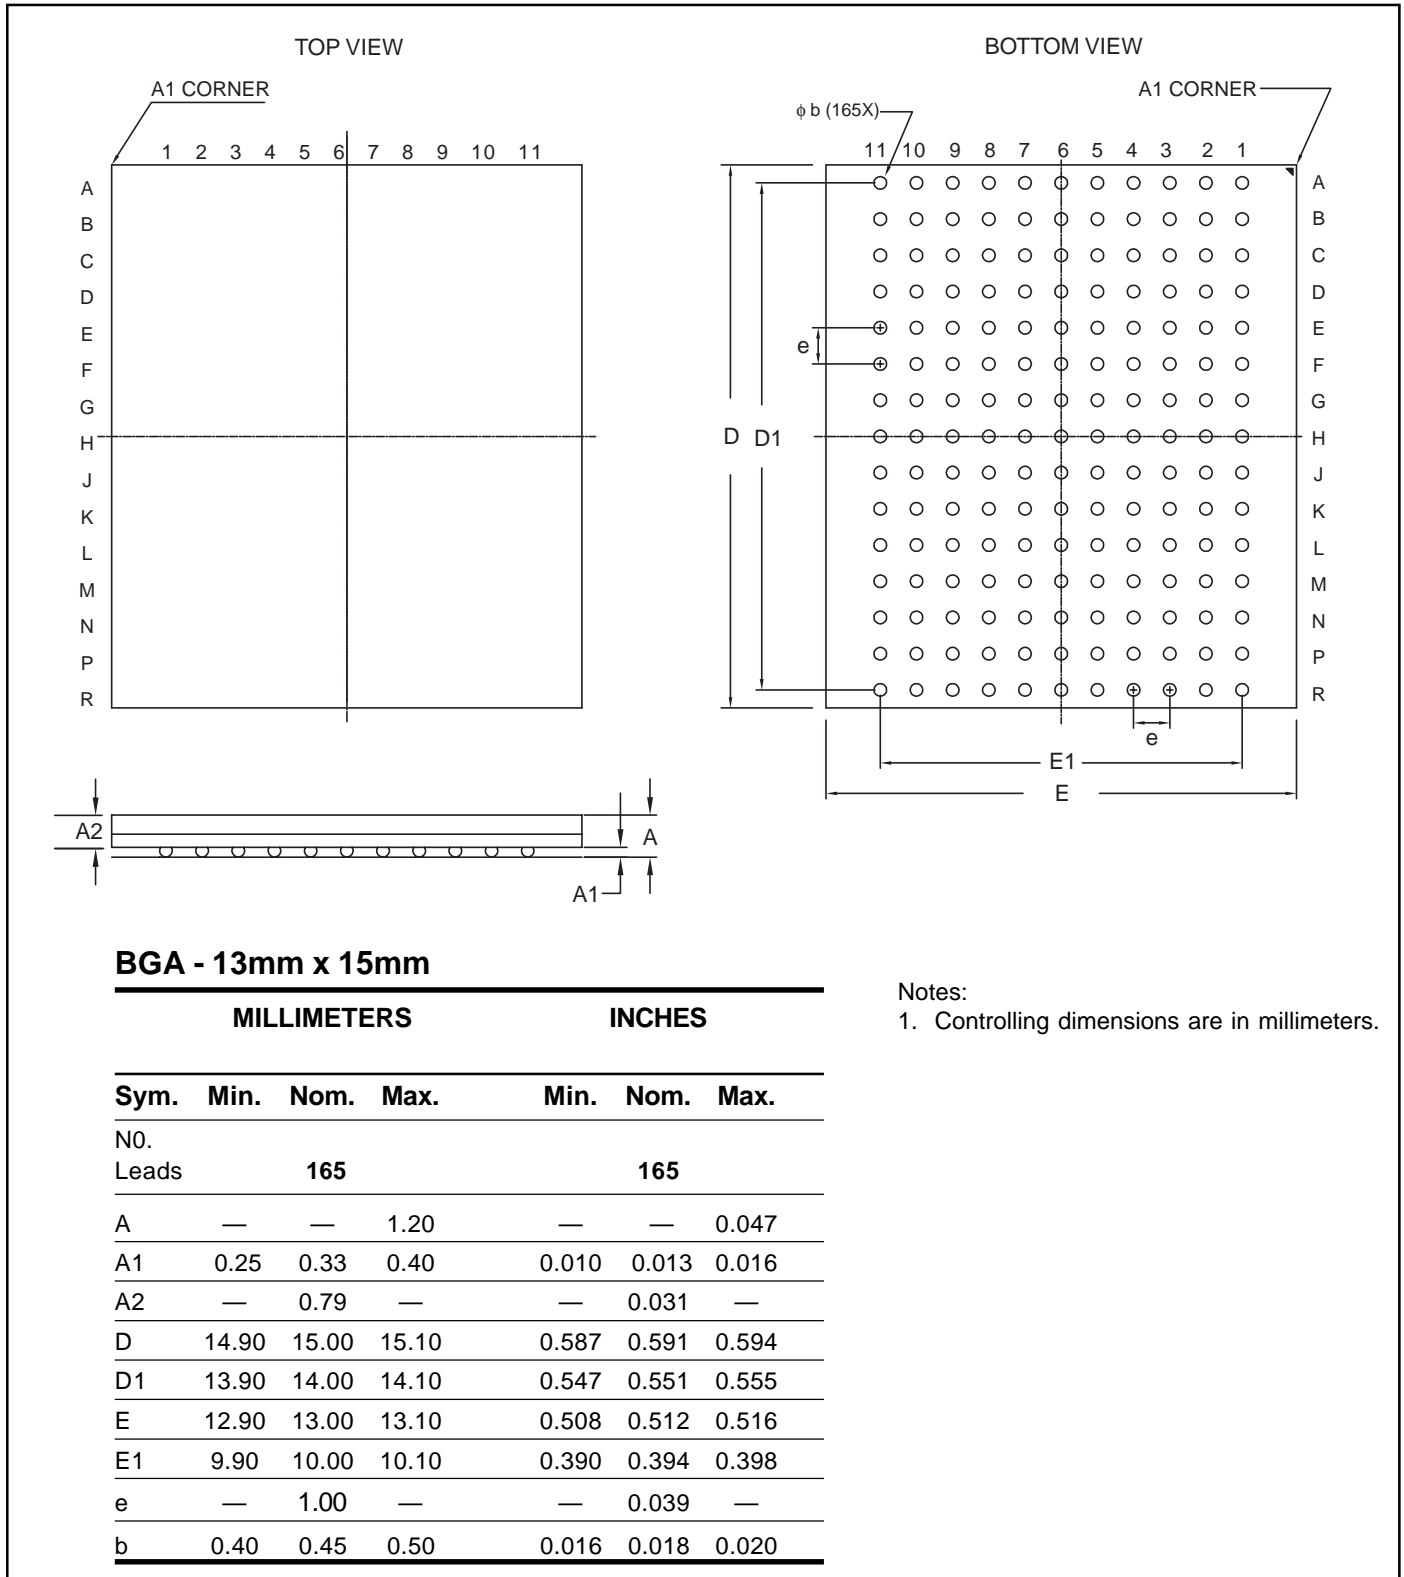 TOP VIEW
A1 CORNER
1 2 3 4 5 6 7 8 9 10 11
A
B
C
D
E
F
G
H
J
K
L
M
N
P
R
BOTTOM VIEW
A1 CORNER
ϕ b (165X)
11 10 9 8 7 6 5 4 3 2 1
A
B
C
D
E
F
G
H
J
K
L
M
N
P
R
e
D D1
e
E1
E
A2
A
A1
BGA - 13mm x 15mm
MILLIMETERS INCHES
Sym. Min. Nom. Max. Min. Nom. Max.
N0.
Leads 165 165
A — — 1.20 — — 0.047
A1 0.25 0.33 0.40 0.010 0.013 0.016
A2 — 0.79 — — 0.031 —
D 14.90 15.00 15.10 0.587 0.591 0.594
D1 13.90 14.00 14.10 0.547 0.551 0.555
E 12.90 13.00 13.10 0.508 0.512 0.516
E1 9.90 10.00 10.10 0.390 0.394 0.398
e — 1.00 — — 0.039 —
b 0.40 0.45 0.50 0.016 0.018 0.020
Notes:
1. Controlling dimensions are in millimeters.